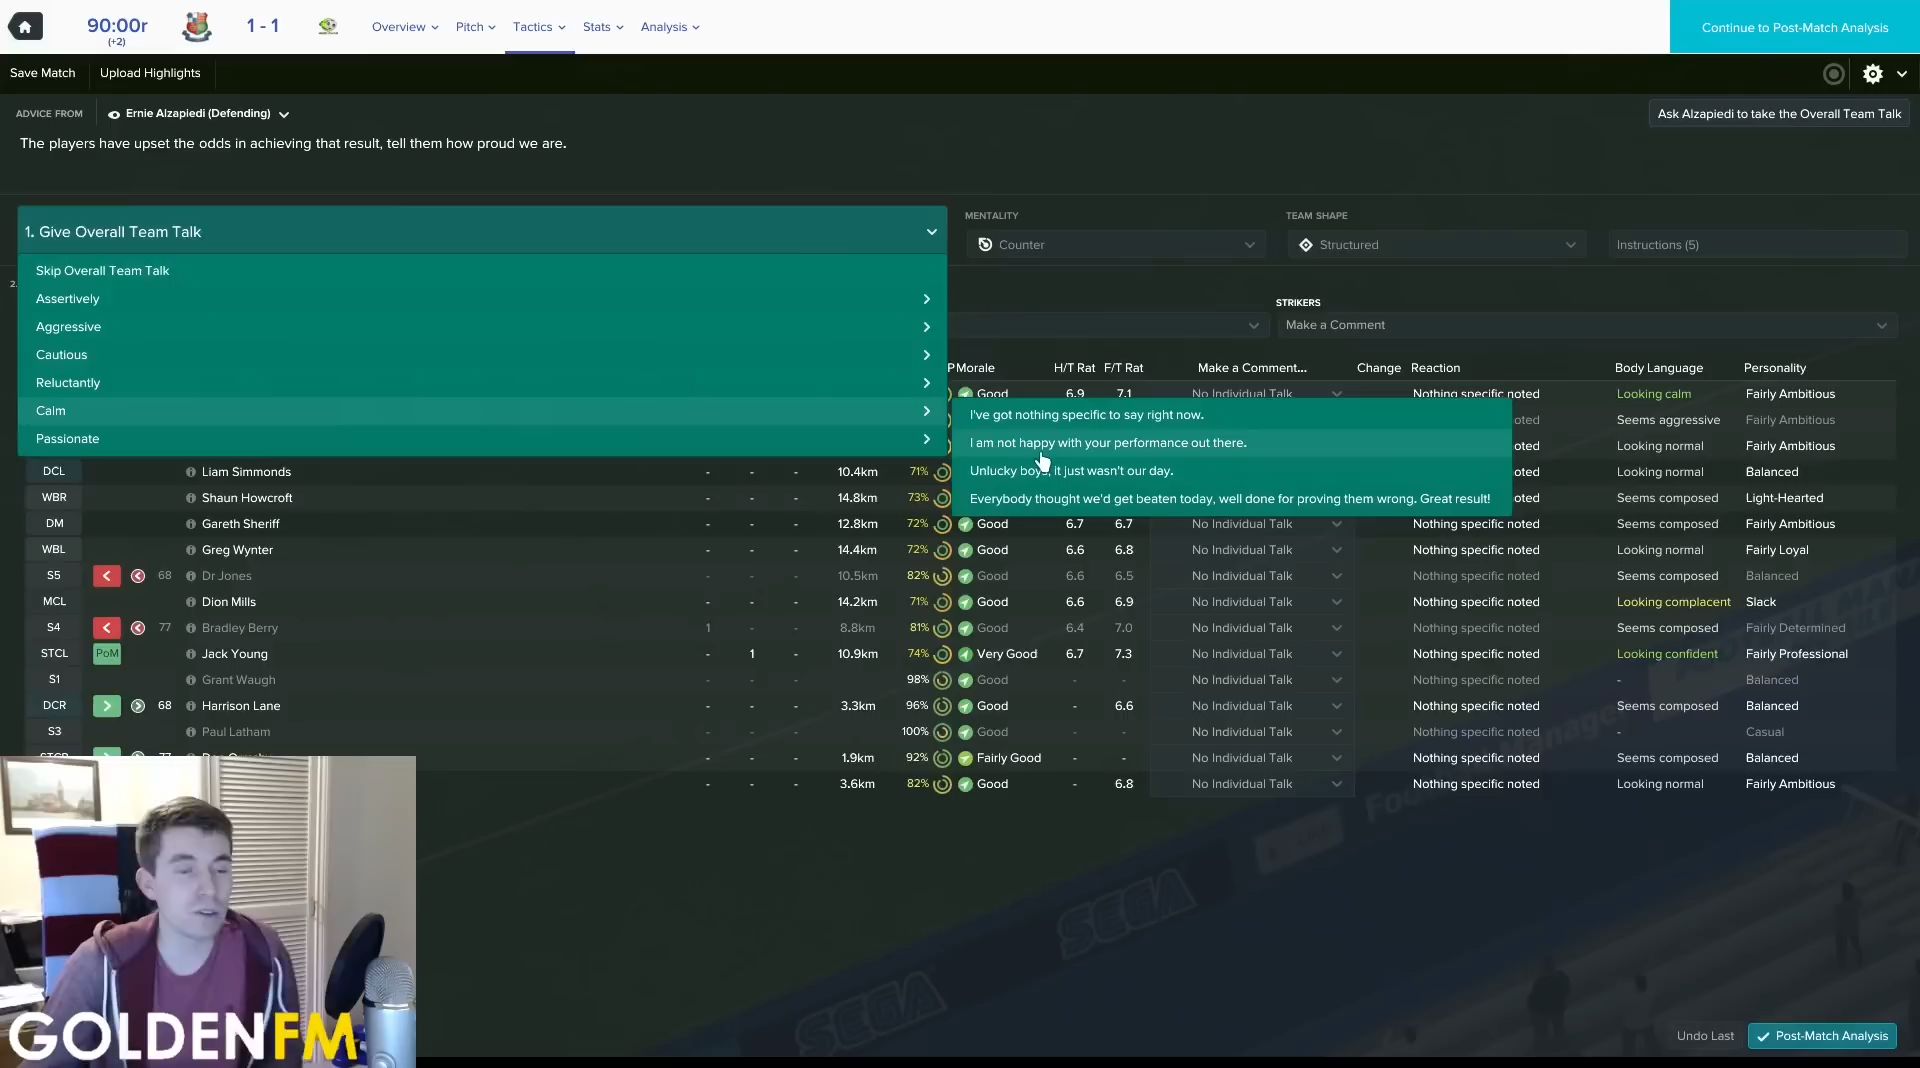 90:00r
(+2)
1 - 1
Overview
Pitch
Tactics
Stats
Analysis
Continue to Post-Match Analysis
Save Match
Upload Highlights
ADVICE FROM
Ernie Alzapiedi (Defending)
Ask Alzapiedi to take the Overall Team Talk
The players have upset the odds in achieving that result, tell them how proud we are.
1. Give Overall Team Talk
MENTALITY
Counter
TEAM SHAPE
Structured
Instructions (5)
Skip Overall Team Talk
2.
Assertively
Aggressive
Cautious
Reluctantly
Calm
Passionate
STRIKERS
Make a Comment
P Morale H/T Rat F/T Rat Make a Comment... Change Reaction Body Language Personality
Good 6.9 7.1 No Individual Talk Nothing specific noted Looking calm Fairly Ambitious
I've got nothing specific to say right now.
noted Seems aggressive Fairly Ambitious
I am not happy with your performance out there.
noted Looking normal Fairly Ambitious
Unlucky boys, it just wasn't our day.
DCL Liam Simmonds - - - 10.4km 71% noted Looking normal Balanced
Everybody thought we'd get beaten today, well done for proving them wrong. Great result!
WBR Shaun Howcroft - - - 14.8km 73% noted Seems composed Light-Hearted
DM Gareth Sheriff - - - 12.8km 72% Good 6.7 6.7 No Individual Talk Nothing specific noted Seems composed Fairly Ambitious
WBL Greg Wynter - - - 14.4km 72% Good 6.6 6.8 No Individual Talk Nothing specific noted Looking normal Fairly Loyal
S5 68 Dr Jones - - - 10.5km 82% Good 6.6 6.5 No Individual Talk Nothing specific noted Seems composed Balanced
MCL Dion Mills - - - 14.2km 71% Good 6.6 6.9 No Individual Talk Nothing specific noted Looking complacent Slack
S4 77 Bradley Berry 1 - - 8.8km 81% Good 6.4 7.0 No Individual Talk Nothing specific noted Seems composed Fairly Determined
STCL PoM Jack Young - 1 - 10.9km 74% Very Good 6.7 7.3 No Individual Talk Nothing specific noted Looking confident Fairly Professional
S1 Grant Waugh 98% Good - - No Individual Talk Nothing specific noted - Balanced
DCR 68 Harrison Lane - - - 3.3km 96% Good - 6.6 No Individual Talk Nothing specific noted Seems composed Balanced
S3 Paul Latham 100% Good - - No Individual Talk Nothing specific noted - Casual
77 - - - 1.9km 92% Fairly Good - - No Individual Talk Nothing specific noted Seems composed Balanced
- - - 3.6km 82% Good - 6.8 No Individual Talk Nothing specific noted Looking normal Fairly Ambitious
SEGA
SEGA
GOLDENFM
Undo Last
Post-Match Analysis